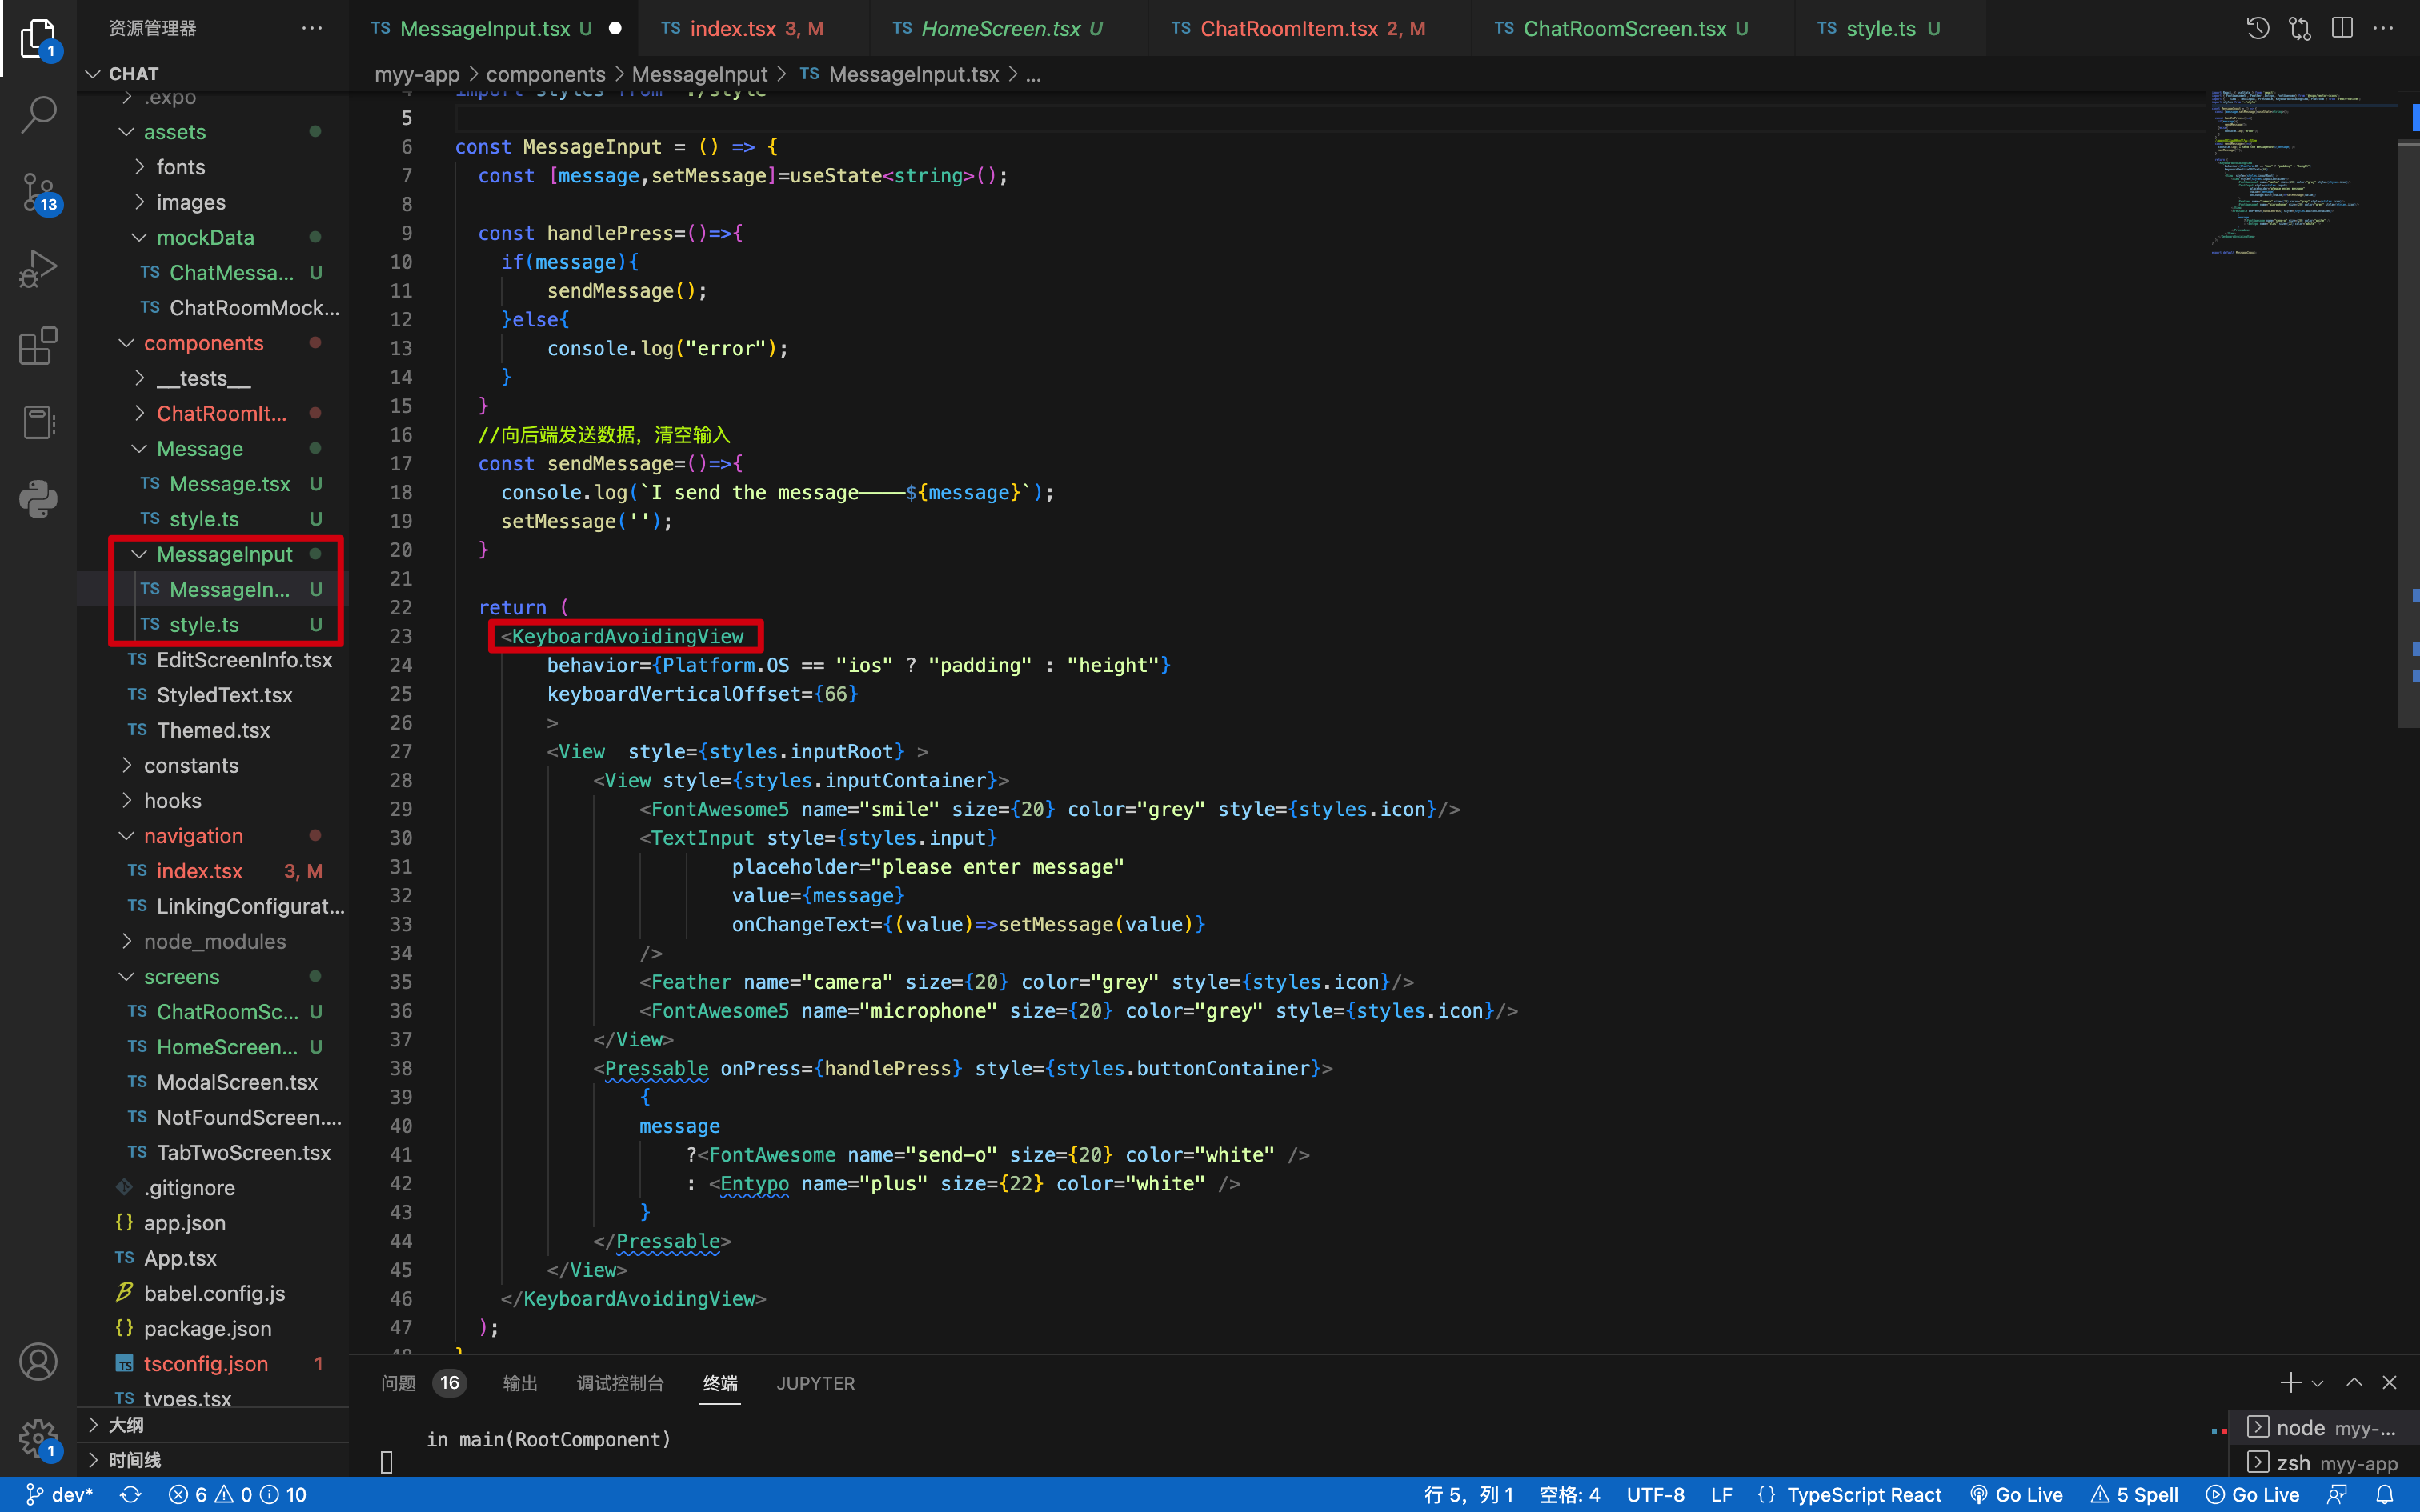 资源管理器
CHAT
.expo
assets
fonts
images
mockData
TS ChatMessa... U
TS ChatRoomMock...
components
__tests__
ChatRoomIt...
Message
TS Message.tsx U
TS style.ts U
MessageInput
TS MessageIn... U
TS style.ts U
TS EditScreenInfo.tsx
TS StyledText.tsx
TS Themed.tsx
constants
hooks
navigation
TS index.tsx 3, M
TS LinkingConfigurat...
node_modules
screens
TS ChatRoomSc... U
TS HomeScreen... U
TS ModalScreen.tsx
TS NotFoundScreen....
TS TabTwoScreen.tsx
.gitignore
{} app.json
TS App.tsx
babel.config.js
{} package.json
TS tsconfig.json 1
TS types.tsx
大纲
时间线
1
13
1
TS MessageInput.tsx U
TS index.tsx 3, M
TS HomeScreen.tsx U
TS ChatRoomItem.tsx 2, M
TS ChatRoomScreen.tsx U
TS style.ts U
myy-app > components > MessageInput > TS MessageInput.tsx > ...
4 import styles from './style'
5
6 const MessageInput = () => {
7 const [message,setMessage]=useState<string>();
8
9 const handlePress=()=>{
10 if(message){
11 sendMessage();
12 }else{
13 console.log("error");
14 }
15 }
16 //向后端发送数据，清空输入
17 const sendMessage=()=>{
18 console.log(`I send the message————${message}`);
19 setMessage('');
20 }
21
22 return (
23 <KeyboardAvoidingView
24 behavior={Platform.OS == "ios" ? "padding" : "height"}
25 keyboardVerticalOffset={66}
26 >
27 <View  style={styles.inputRoot} >
28 <View style={styles.inputContainer}>
29 <FontAwesome5 name="smile" size={20} color="grey" style={styles.icon}/>
30 <TextInput style={styles.input}
31 placeholder="please enter message"
32 value={message}
33 onChangeText={(value)=>setMessage(value)}
34 />
35 <Feather name="camera" size={20} color="grey" style={styles.icon}/>
36 <FontAwesome5 name="microphone" size={20} color="grey" style={styles.icon}/>
37 </View>
38 <Pressable onPress={handlePress} style={styles.buttonContainer}>
39 {
40 message
41 ?<FontAwesome name="send-o" size={20} color="white" />
42 : <Entypo name="plus" size={22} color="white" />
43 }
44 </Pressable>
45 </View>
46 </KeyboardAvoidingView>
47 );
48 }
问题 16 输出 调试控制台 终端 JUPYTER
in main(RootComponent)
node myy-...
zsh myy-app
dev* 6 0 10
行 5，列 1 空格: 4 UTF-8 LF {} TypeScript React Go Live 5 Spell Go Live